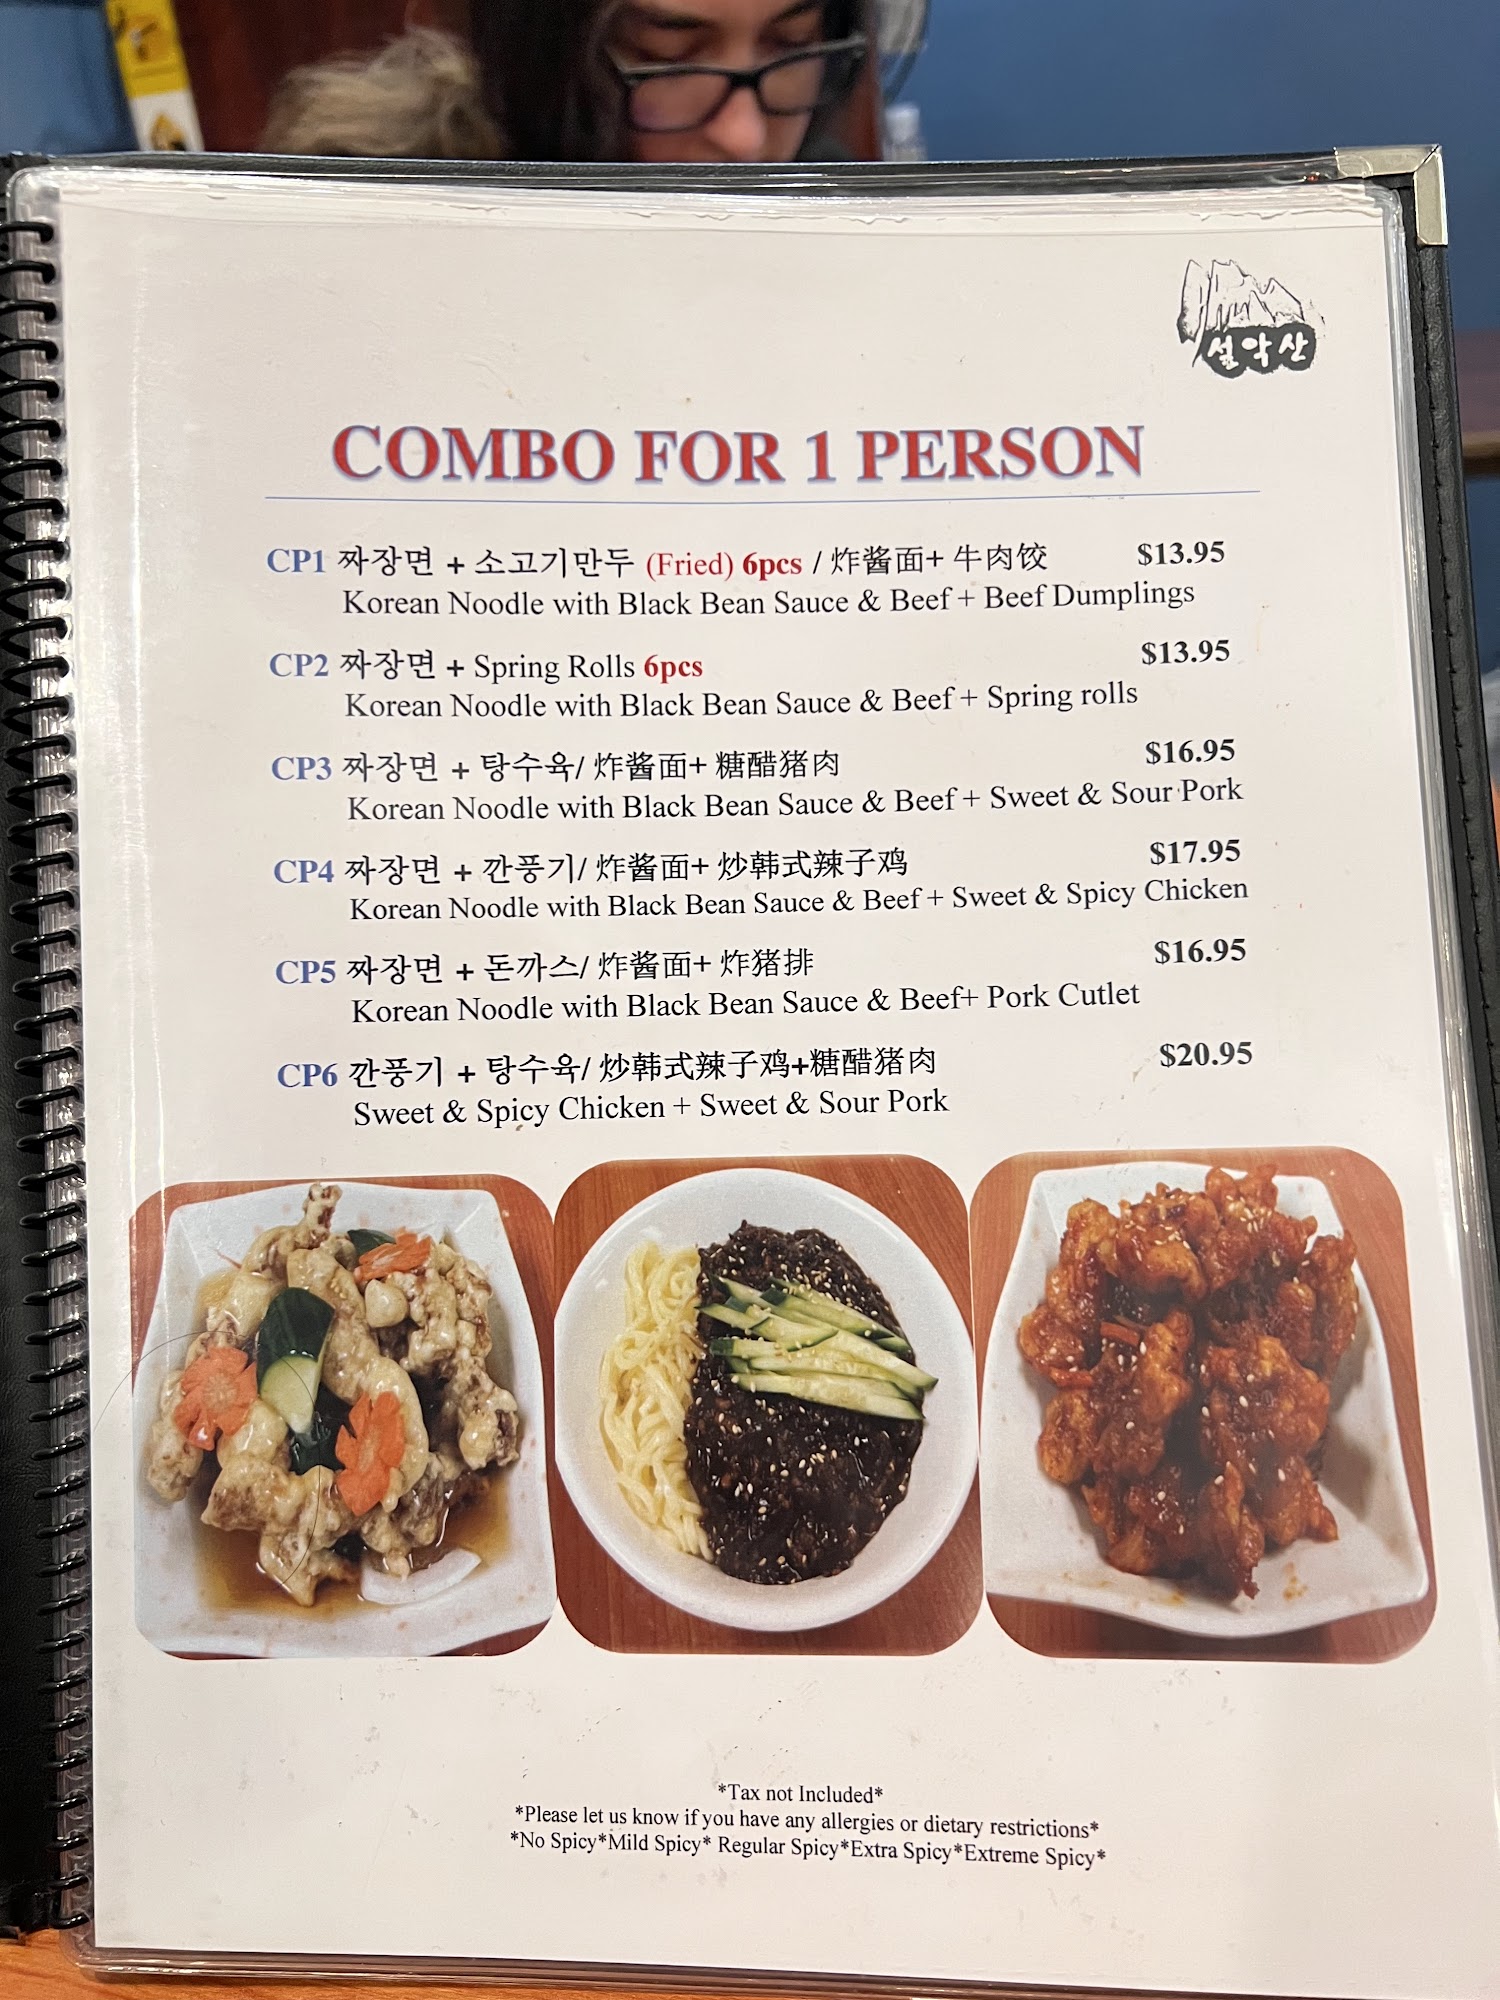 설악산
COMBO FOR 1 PERSON
CP1 짜장면 + 소고기만두 (Fried) 6pcs / 炸酱面+ 牛肉饺 $13.95
Korean Noodle with Black Bean Sauce & Beef + Beef Dumplings
CP2 짜장면 + Spring Rolls 6pcs $13.95
Korean Noodle with Black Bean Sauce & Beef + Spring rolls
CP3 짜장면 + 탕수육/ 炸酱面+ 糖醋猪肉 $16.95
Korean Noodle with Black Bean Sauce & Beef + Sweet & Sour Pork
CP4 짜장면 + 깐풍기/ 炸酱面+ 炒韩式辣子鸡 $17.95
Korean Noodle with Black Bean Sauce & Beef + Sweet & Spicy Chicken
CP5 짜장면 + 돈까스/ 炸酱面+ 炸猪排 $16.95
Korean Noodle with Black Bean Sauce & Beef+ Pork Cutlet
CP6 깐풍기 + 탕수육/ 炒韩式辣子鸡+糖醋猪肉 $20.95
Sweet & Spicy Chicken + Sweet & Sour Pork
*Tax not Included*
*Please let us know if you have any allergies or dietary restrictions*
*No Spicy*Mild Spicy* Regular Spicy*Extra Spicy*Extreme Spicy*